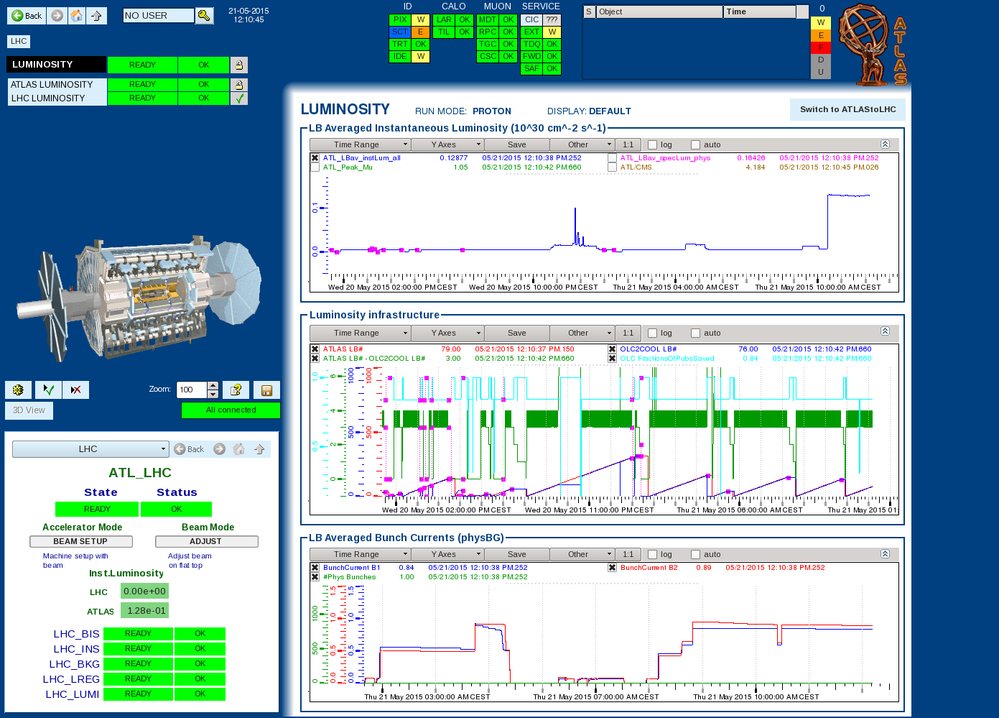 Back
NO USER
21-05-2015
12:10:45
LHC
LUMINOSITY READY OK
ATLAS LUMINOSITY READY OK
LHC LUMINOSITY READY OK
ID CALO MUON SERVICE
PIX W LAR OK MDT OK CIC ???
SCT E TIL OK RPC OK EXT W
TRT OK TGC OK TDQ OK
IDE W CSC OK FWD OK
SAF OK
S Object Time
0
W
E
F
D
U
ATLAS
LUMINOSITY RUN MODE: PROTON DISPLAY: DEFAULT Switch to ATLAStoLHC
LB Averaged Instantaneous Luminosity (10^30 cm^-2 s^-1)
Time Range Y Axes Save Other 1:1 log auto
ATL_LBav_instLum_all 0.12877 05/21/2015 12:10:38 PM.252 ATL_LBav_specLum_phys 0.16426 05/21/2015 12:10:38 PM.252
ATL_Peak_Mu 1.05 05/21/2015 12:10:42 PM.660 ATL/CMS 4.184 05/21/2015 12:10:45 PM.026
0.1
0.0
Wed 20 May 2015 02:00:00 PM CEST Wed 20 May 2015 10:00:00 PM CEST Thu 21 May 2015 04:00:00 AM CEST Thu 21 May 2015 10:00:00 AM CEST
Luminosity infrastructure
Time Range Y Axes Save Other 1:1 log auto
ATLAS LB# 79.00 05/21/2015 12:10:37 PM.150 OLC2COOL LB# 76.00 05/21/2015 12:10:42 PM.660
ATLAS LB# - OLC2COOL LB# 3.00 05/21/2015 12:10:42 PM.660 OLC FractionsOfPubsSaved 0.84 05/21/2015 12:10:42 PM.660
1.0 6 1000 1000
4
0.5 2 500 500
0 0 0
Wed 20 May 2015 02:00:00 PM CEST Wed 20 May 2015 11:00:00 PM CEST Thu 21 May 2015 06:00:00 AM CEST Thu 21 May 2015 01:
LB Averaged Bunch Currents (physBG)
Time Range Y Axes Save Other 1:1 log auto
BunchCurrent B1 0.84 05/21/2015 12:10:38 PM.252 BunchCurrent B2 0.89 05/21/2015 12:10:38 PM.252
#Phys Bunches 1.00 05/21/2015 12:10:38 PM.252
1.5 1.5
1000 1.0 1.0
500 0.5 0.5
0 0.0 0.0
Thu 21 May 2015 03:00:00 AM CEST Thu 21 May 2015 07:00:00 AM CEST Thu 21 May 2015 10:00:00 AM CEST
Zoom: 100
3D View All connected
LHC Back
ATL_LHC
State Status
READY OK
Accelerator Mode Beam Mode
BEAM SETUP ADJUST
Machine setup with Adjust beam
beam on flat top
Inst.Luminosity
LHC 0.00e+00
ATLAS 1.28e-01
LHC_BIS READY OK
LHC_INS READY OK
LHC_BKG READY OK
LHC_LREG READY OK
LHC_LUMI READY OK